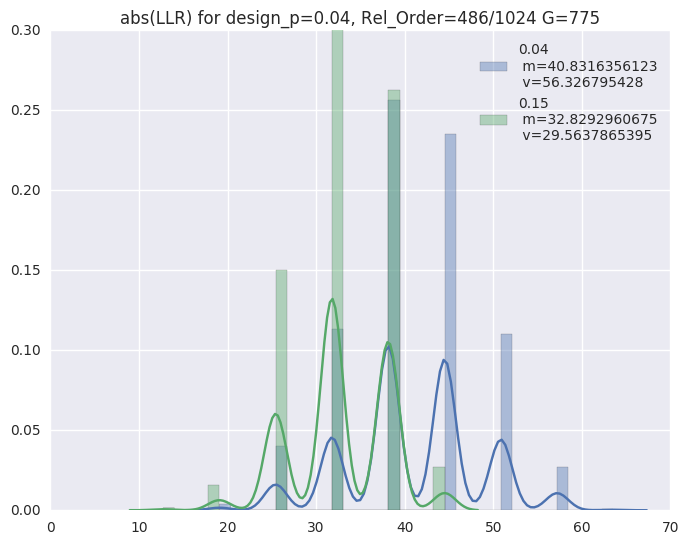 abs(LLR) for design_p=0.04, Rel_Order=486/1024 G=775
0.30
0.25
0.20
0.15
0.10
0.05
0.00
0.04
m=40.8316356123
v=56.326795428
0.15
m=32.8292960675
v=29.5637865395
0 10 20 30 40 50 60 70